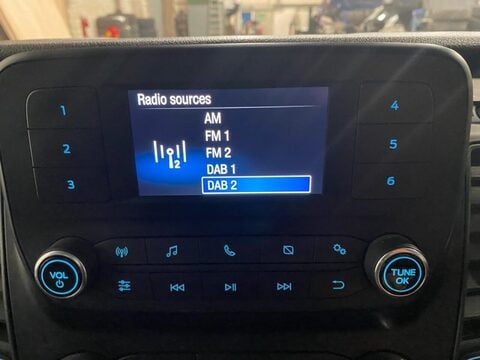 Radio sources
AM
FM 1
FM 2
DAB 1
DAB 2
2
1
2
3
4
5
6
VOL
TUNE
OK